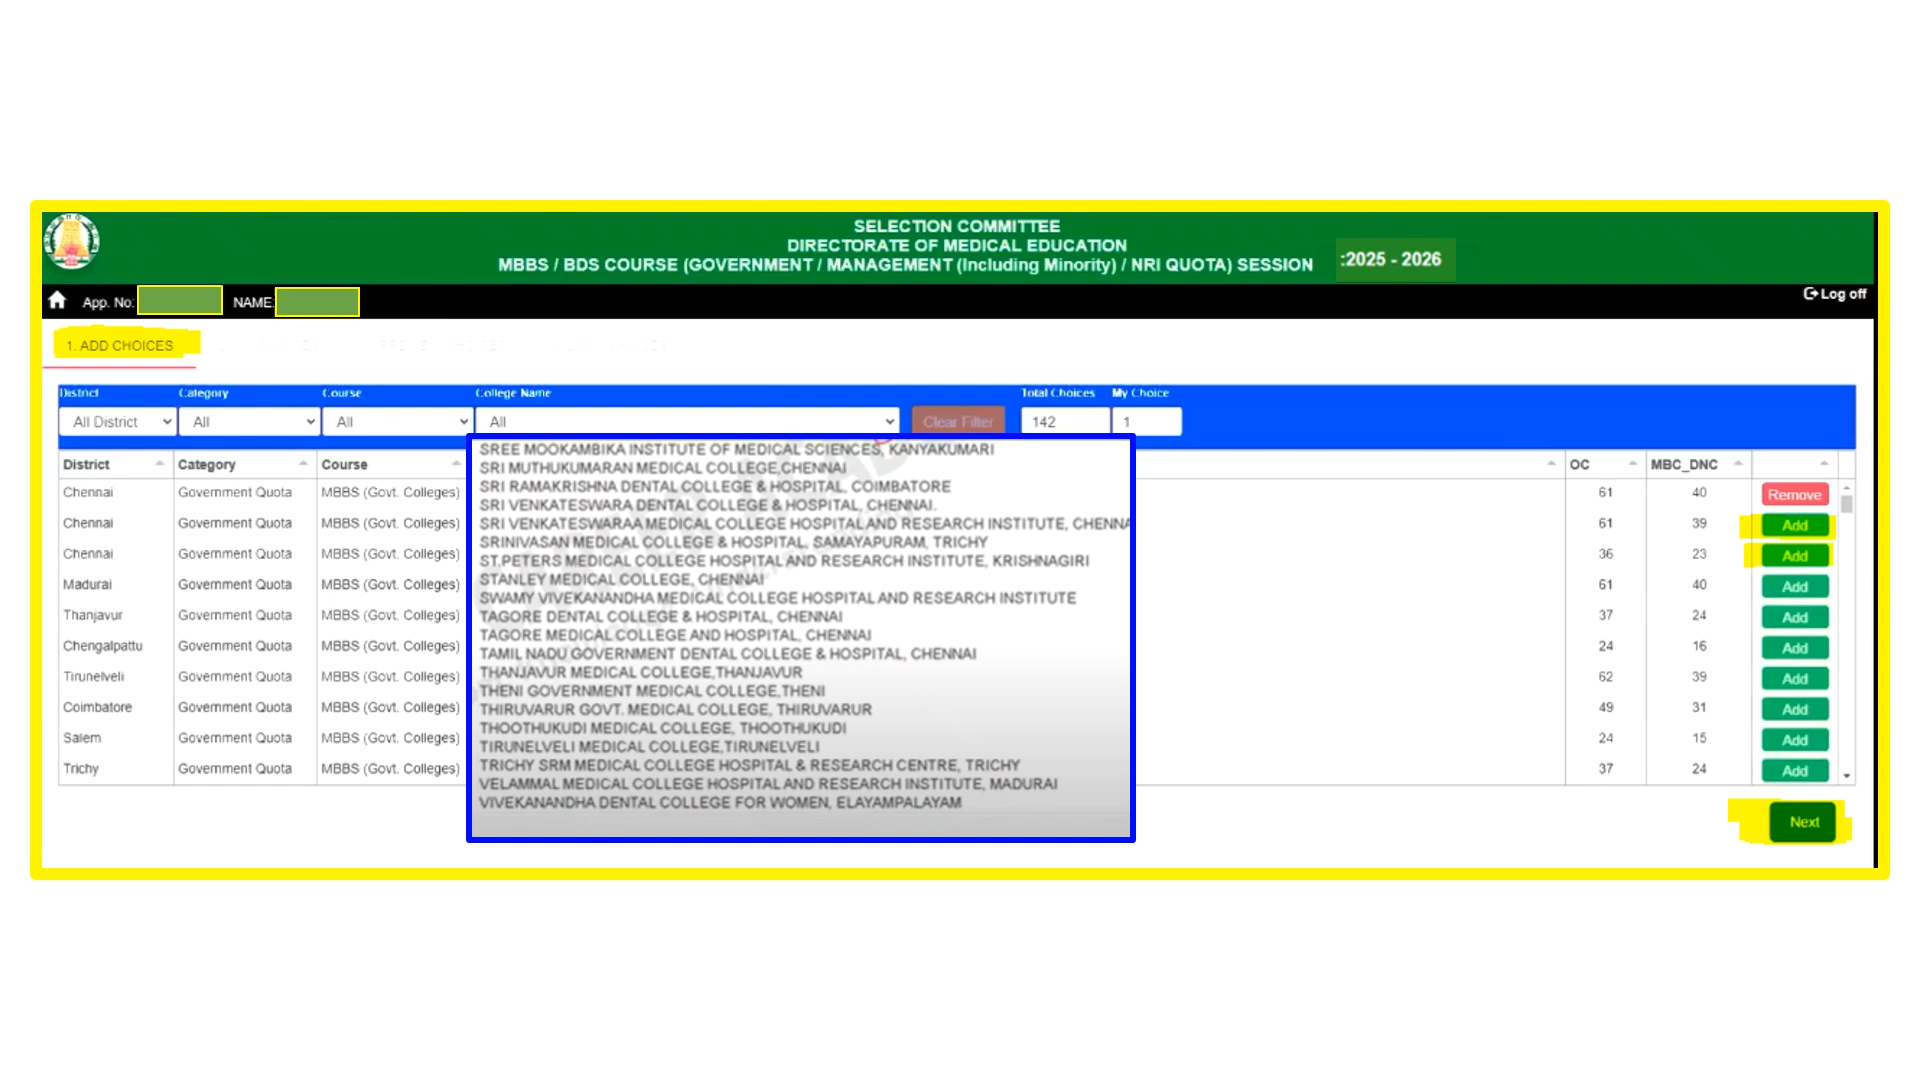 SELECTION COMMITTEE
DIRECTORATE OF MEDICAL EDUCATION
MBBS / BDS COURSE (GOVERNMENT / MANAGEMENT (Including Minority) / NRI QUOTA) SESSION :2025 - 2026
App. No: NAME: Log off
1. ADD CHOICES
District Category Course College Name Total Choices My Choice
All District All All All Clear Filter 142 1
District Category Course OC MBC_DNC
Chennai Government Quota MBBS (Govt. Colleges) 61 40 Remove
Chennai Government Quota MBBS (Govt. Colleges) 61 39 Add
Chennai Government Quota MBBS (Govt. Colleges) 36 23 Add
Madurai Government Quota MBBS (Govt. Colleges) 61 40 Add
Thanjavur Government Quota MBBS (Govt. Colleges) 37 24 Add
Chengalpattu Government Quota MBBS (Govt. Colleges) 24 16 Add
Tirunelveli Government Quota MBBS (Govt. Colleges) 62 39 Add
Coimbatore Government Quota MBBS (Govt. Colleges) 49 31 Add
Salem Government Quota MBBS (Govt. Colleges) 24 15 Add
Trichy Government Quota MBBS (Govt. Colleges) 37 24 Add
SREE MOOKAMBIKA INSTITUTE OF MEDICAL SCIENCES, KANYAKUMARI
SRI MUTHUKUMARAN MEDICAL COLLEGE,CHENNAI
SRI RAMAKRISHNA DENTAL COLLEGE & HOSPITAL, COIMBATORE
SRI VENKATESWARA DENTAL COLLEGE & HOSPITAL, CHENNAI.
SRI VENKATESWARAA MEDICAL COLLEGE HOSPITAL AND RESEARCH INSTITUTE, CHENNA
SRINIVASAN MEDICAL COLLEGE & HOSPITAL, SAMAYAPURAM, TRICHY
ST.PETERS MEDICAL COLLEGE HOSPITAL AND RESEARCH INSTITUTE, KRISHNAGIRI
STANLEY MEDICAL COLLEGE, CHENNAI
SWAMY VIVEKANANDHA MEDICAL COLLEGE HOSPITAL AND RESEARCH INSTITUTE
TAGORE DENTAL COLLEGE & HOSPITAL, CHENNAI
TAGORE MEDICAL COLLEGE AND HOSPITAL, CHENNAI
TAMIL NADU GOVERNMENT DENTAL COLLEGE & HOSPITAL, CHENNAI
THANJAVUR MEDICAL COLLEGE,THANJAVUR
THENI GOVERNMENT MEDICAL COLLEGE,THENI
THIRUVARUR GOVT. MEDICAL COLLEGE, THIRUVARUR
THOOTHUKUDI MEDICAL COLLEGE, THOOTHUKUDI
TIRUNELVELI MEDICAL COLLEGE,TIRUNELVELI
TRICHY SRM MEDICAL COLLEGE HOSPITAL & RESEARCH CENTRE, TRICHY
VELAMMAL MEDICAL COLLEGE HOSPITAL AND RESEARCH INSTITUTE, MADURAI
VIVEKANANDHA DENTAL COLLEGE FOR WOMEN, ELAYAMPALAYAM
Next